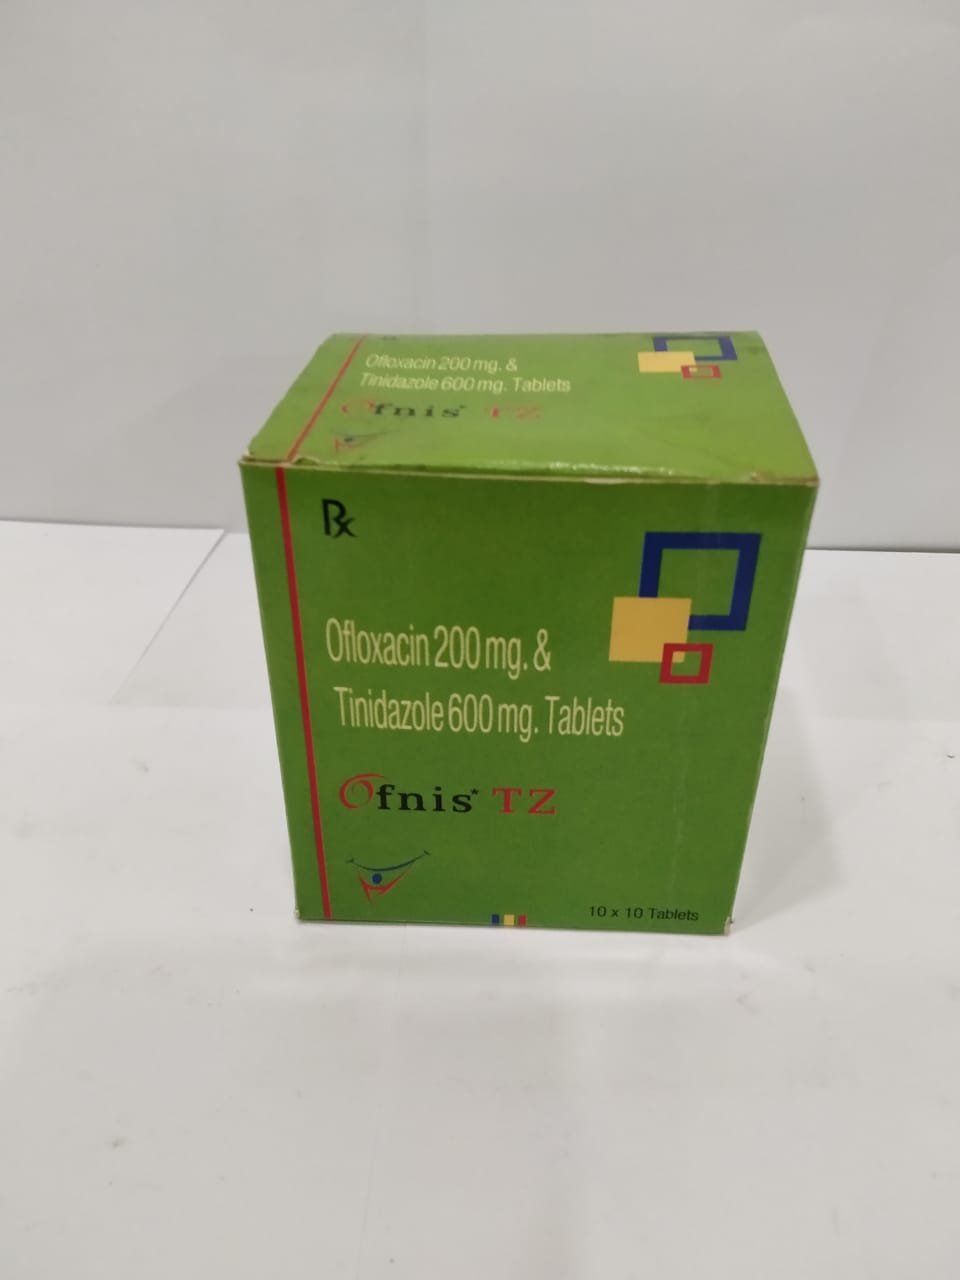 Ofloxacin 200 mg. &
Tinidazole 600 mg. Tablets
Ofnis* TZ
Rx
Ofloxacin 200 mg. &
Tinidazole 600 mg. Tablets
Ofnis* TZ
10 x 10 Tablets